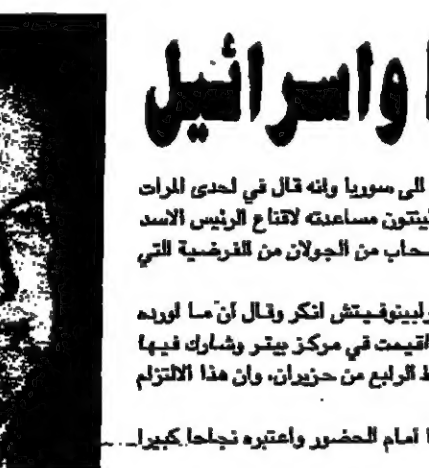 ا واسرائيل
الى سوريا وانه قال في احدى المرات
كلينتون مساعدته لاقناع الرئيس الاسد
سحاب من الجولان من الفرضية التي
رابينوفيتش انكر وقال أن ما اورده
اقيمت في مركز بيتر وشارك فيها
ط الرابع من حزيران، وان هذا الالتزام
ا امام الحضور واعتبره نجاحا كبيرا